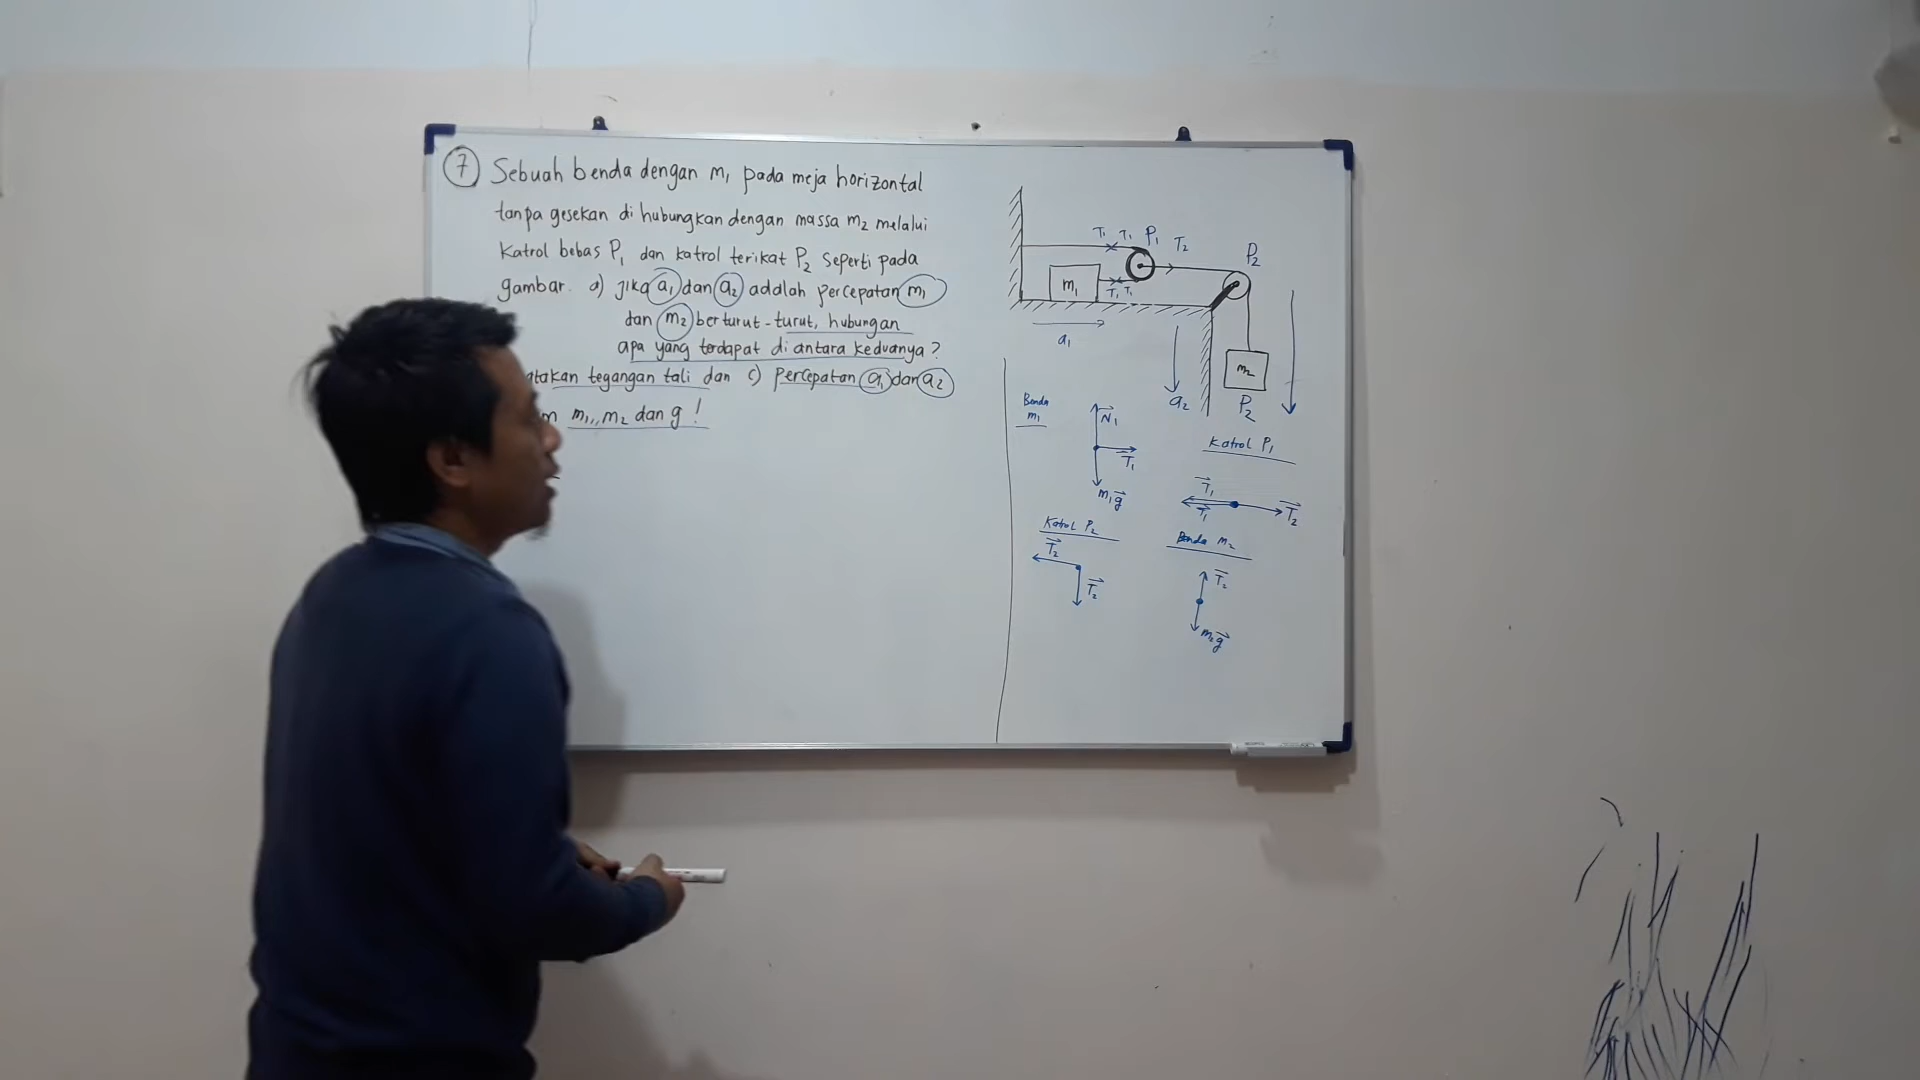 7 Sebuah benda dengan m₁ pada meja horizontal
tanpa gesekan di hubungkan dengan massa m₂ melalui
Katrol bebas P₁ dan katrol terikat P₂ seperti pada
gambar. a) Jika a₁ dan a₂ addlah percepatan m₁
dan m₂ berturut-turut, hubungan
apa yang terdapat di antara keduanya?
takan tegangan tali dan c) percepatan a₁ dan a₂
m₁,, m₂ dan g!
T₁ T₁ P₁ T₂ P₂
m₁ T₁ T₁
a₁
m₂
a₂ P₂
Benda
m₁
N₁
T₁
m₁g
Katrol P₁
T₁
T₁ T₂
Katrol P₂
T₂
T₂
Benda m₂
T₂
m₂g